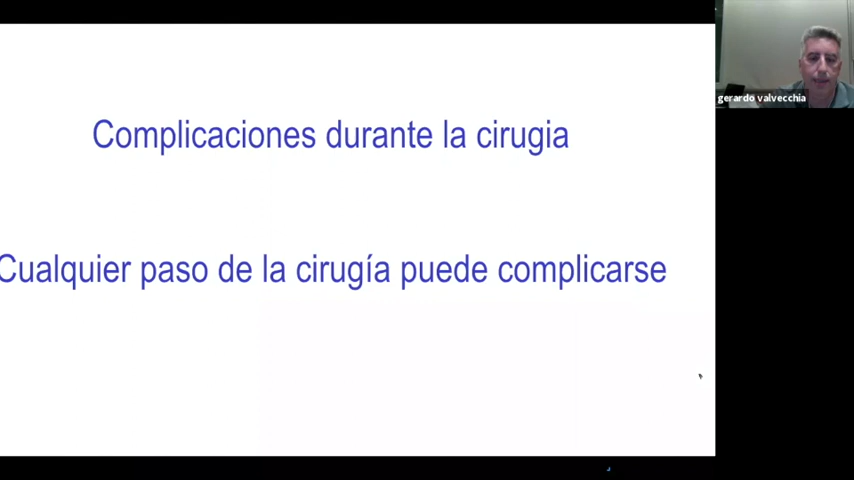 Complicaciones durante la cirugia
Cualquier paso de la cirugía puede complicarse
gerardo valvecchia